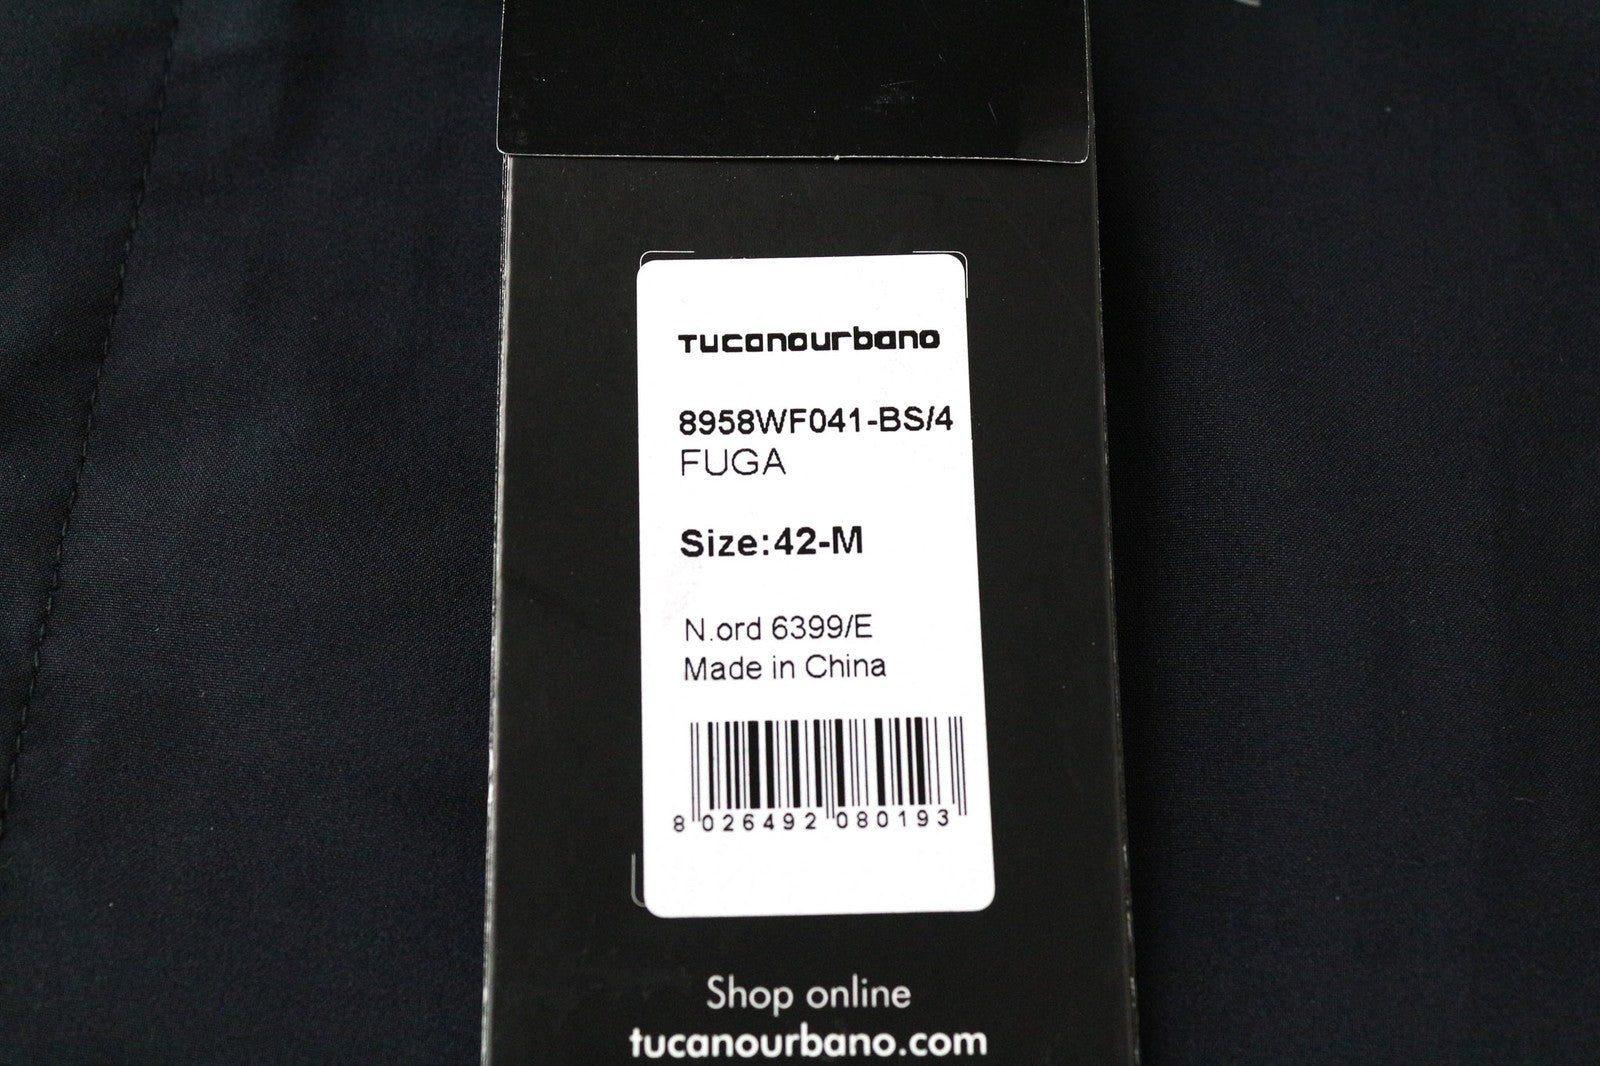 Tucanourbano
8958WF041-BS/4
FUGA
Size:42-M
N.ord 6399/E
Made in China
8 026492 080193
Shop online
tucanourbano.com